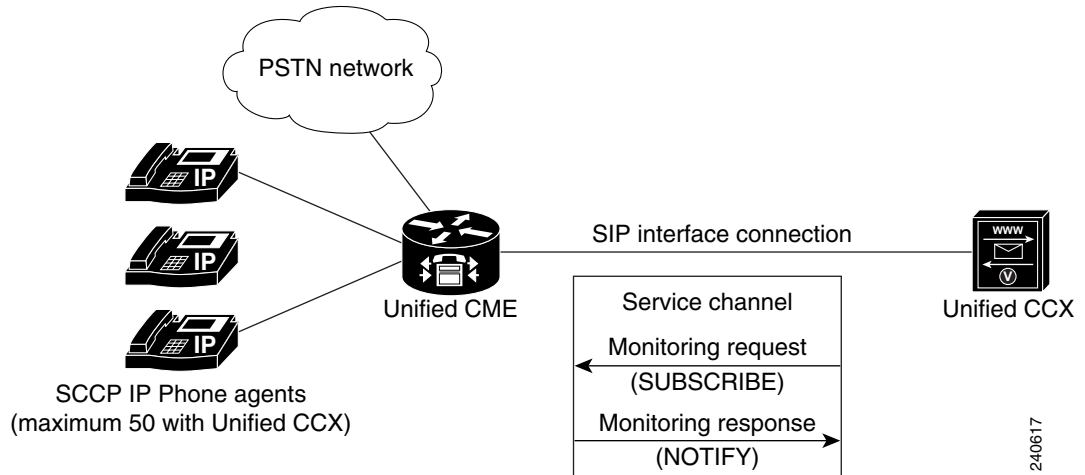 PSTN network
IP
IP
IP
SCCP IP Phone agents
(maximum 50 with Unified CCX)
Unified CME
SIP interface connection
Service channel
Monitoring request
(SUBSCRIBE)
Monitoring response
(NOTIFY)
WWW
V
Unified CCX
240617